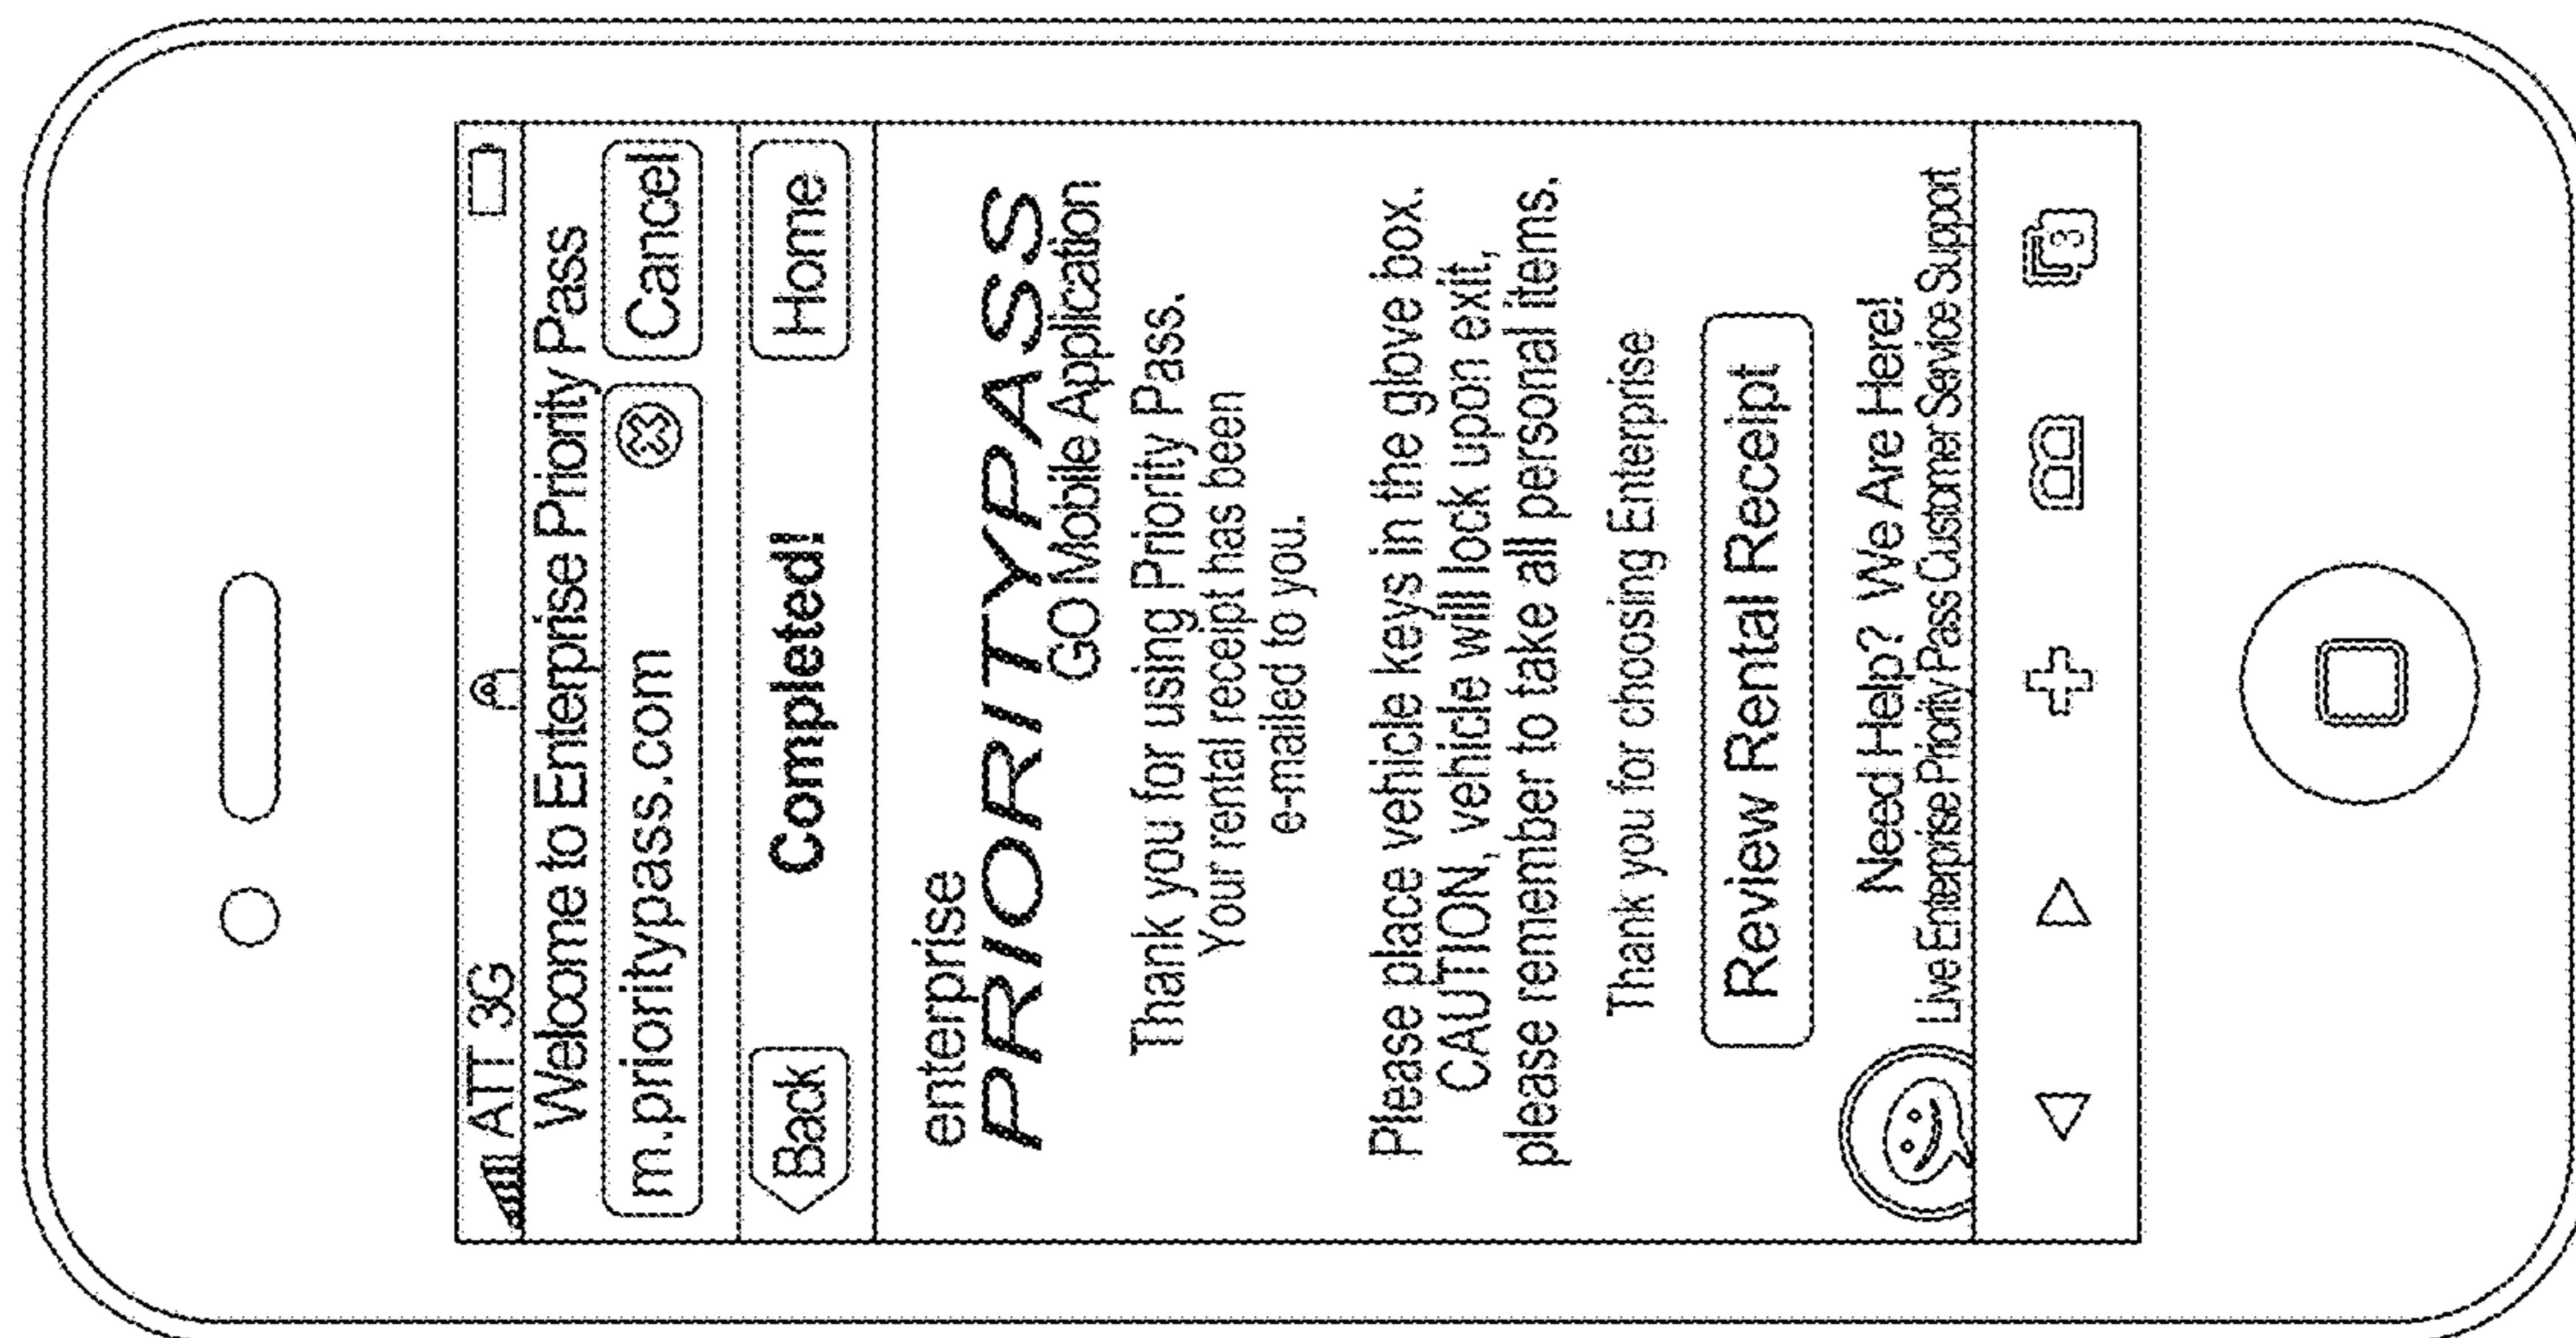 ATT 3G
Welcome to Enterprise Priority Pass
m.prioritypass.com Cancel
Back Completed! Home
enterprise
PRIORITYPASS
GO Mobile Application
Thank you for using Priority Pass.
Your rental receipt has been
e-mailed to you.
Please place vehicle keys in the glove box.
CAUTION, vehicle will lock upon exit,
please remember to take all personal items.
Thank you for choosing Enterprise
Review Rental Receipt
Need Help? We Are Here!
Live Enterprise Priority Pass Customer Service Support
3